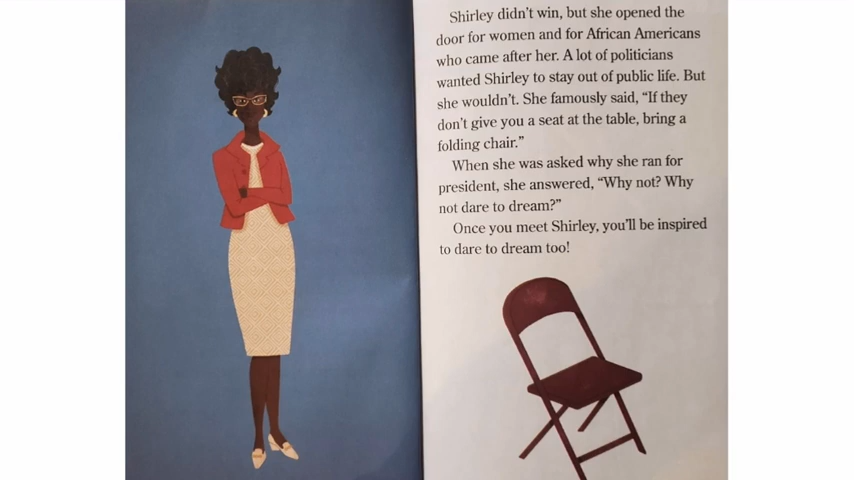 Shirley didn’t win, but she opened the
door for women and for African Americans
who came after her. A lot of politicians
wanted Shirley to stay out of public life. But
she wouldn’t. She famously said, “If they
don’t give you a seat at the table, bring a
folding chair.”
When she was asked why she ran for
president, she answered, “Why not? Why
not dare to dream?”
Once you meet Shirley, you’ll be inspired
to dare to dream too!